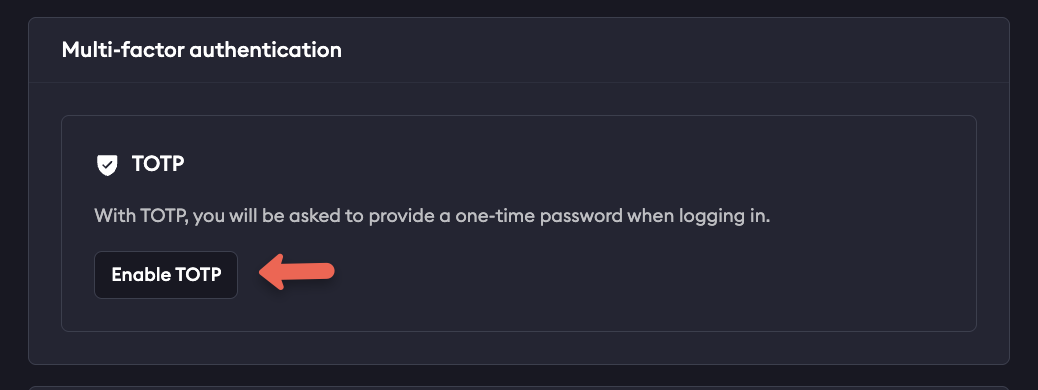 Multi-factor authentication
TOTP
With TOTP, you will be asked to provide a one-time password when logging in.
Enable TOTP